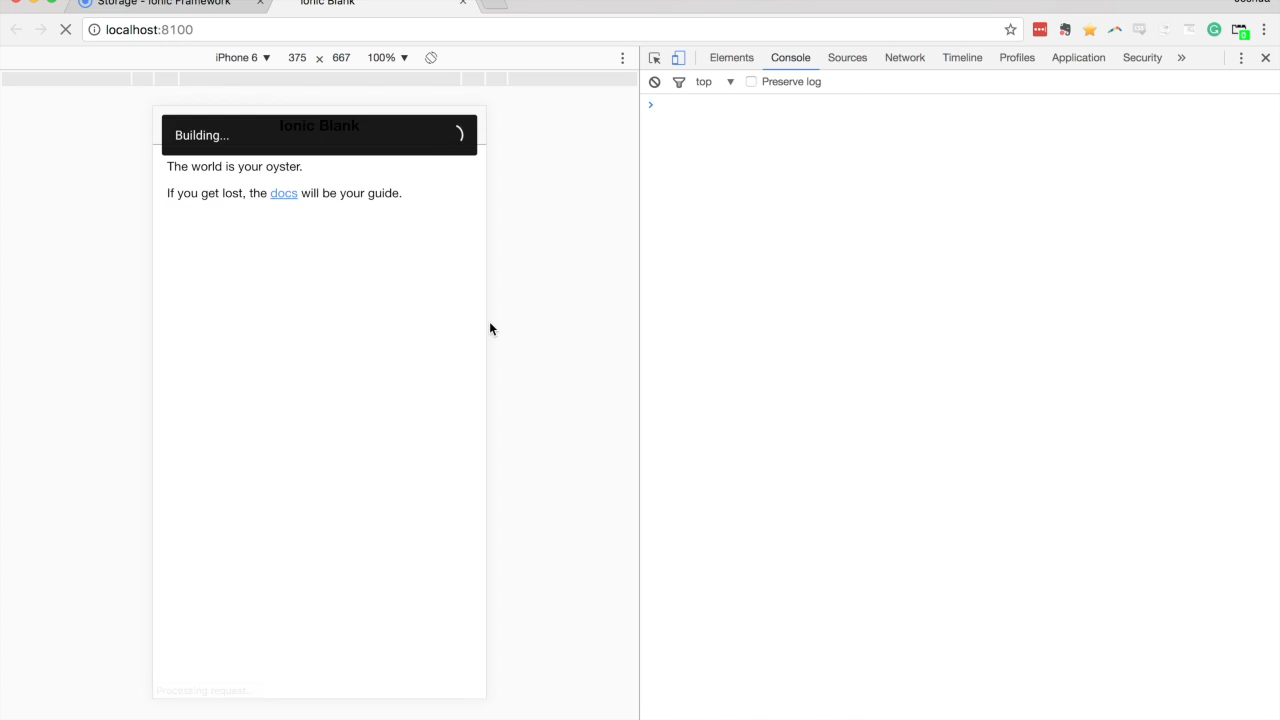 Storage - Ionic Framework
Ionic Blank
Joshua
localhost:8100
iPhone 6 ▼ 375 × 667 100% ▼
Elements Console Sources Network Timeline Profiles Application Security »
top ▼ Preserve log
Ionic Blank
Building...
The world is your oyster.
If you get lost, the docs will be your guide.
Processing request...